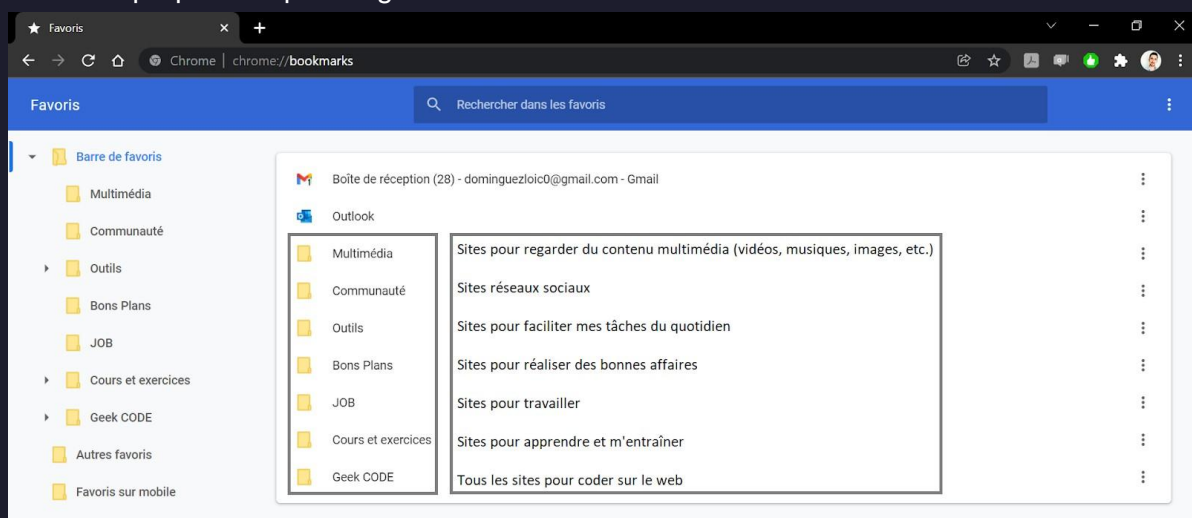 Favoris
Chrome | chrome://bookmarks
Favoris
Rechercher dans les favoris
Barre de favoris
Multimédia
Communauté
Outils
Bons Plans
JOB
Cours et exercices
Geek CODE
Autres favoris
Favoris sur mobile
Boîte de réception (28) - dominguezloic0@gmail.com - Gmail
Outlook
Multimédia Sites pour regarder du contenu multimédia (vidéos, musiques, images, etc.)
Communauté Sites réseaux sociaux
Outils Sites pour faciliter mes tâches du quotidien
Bons Plans Sites pour réaliser des bonnes affaires
JOB Sites pour travailler
Cours et exercices Sites pour apprendre et m'entraîner
Geek CODE Tous les sites pour coder sur le web